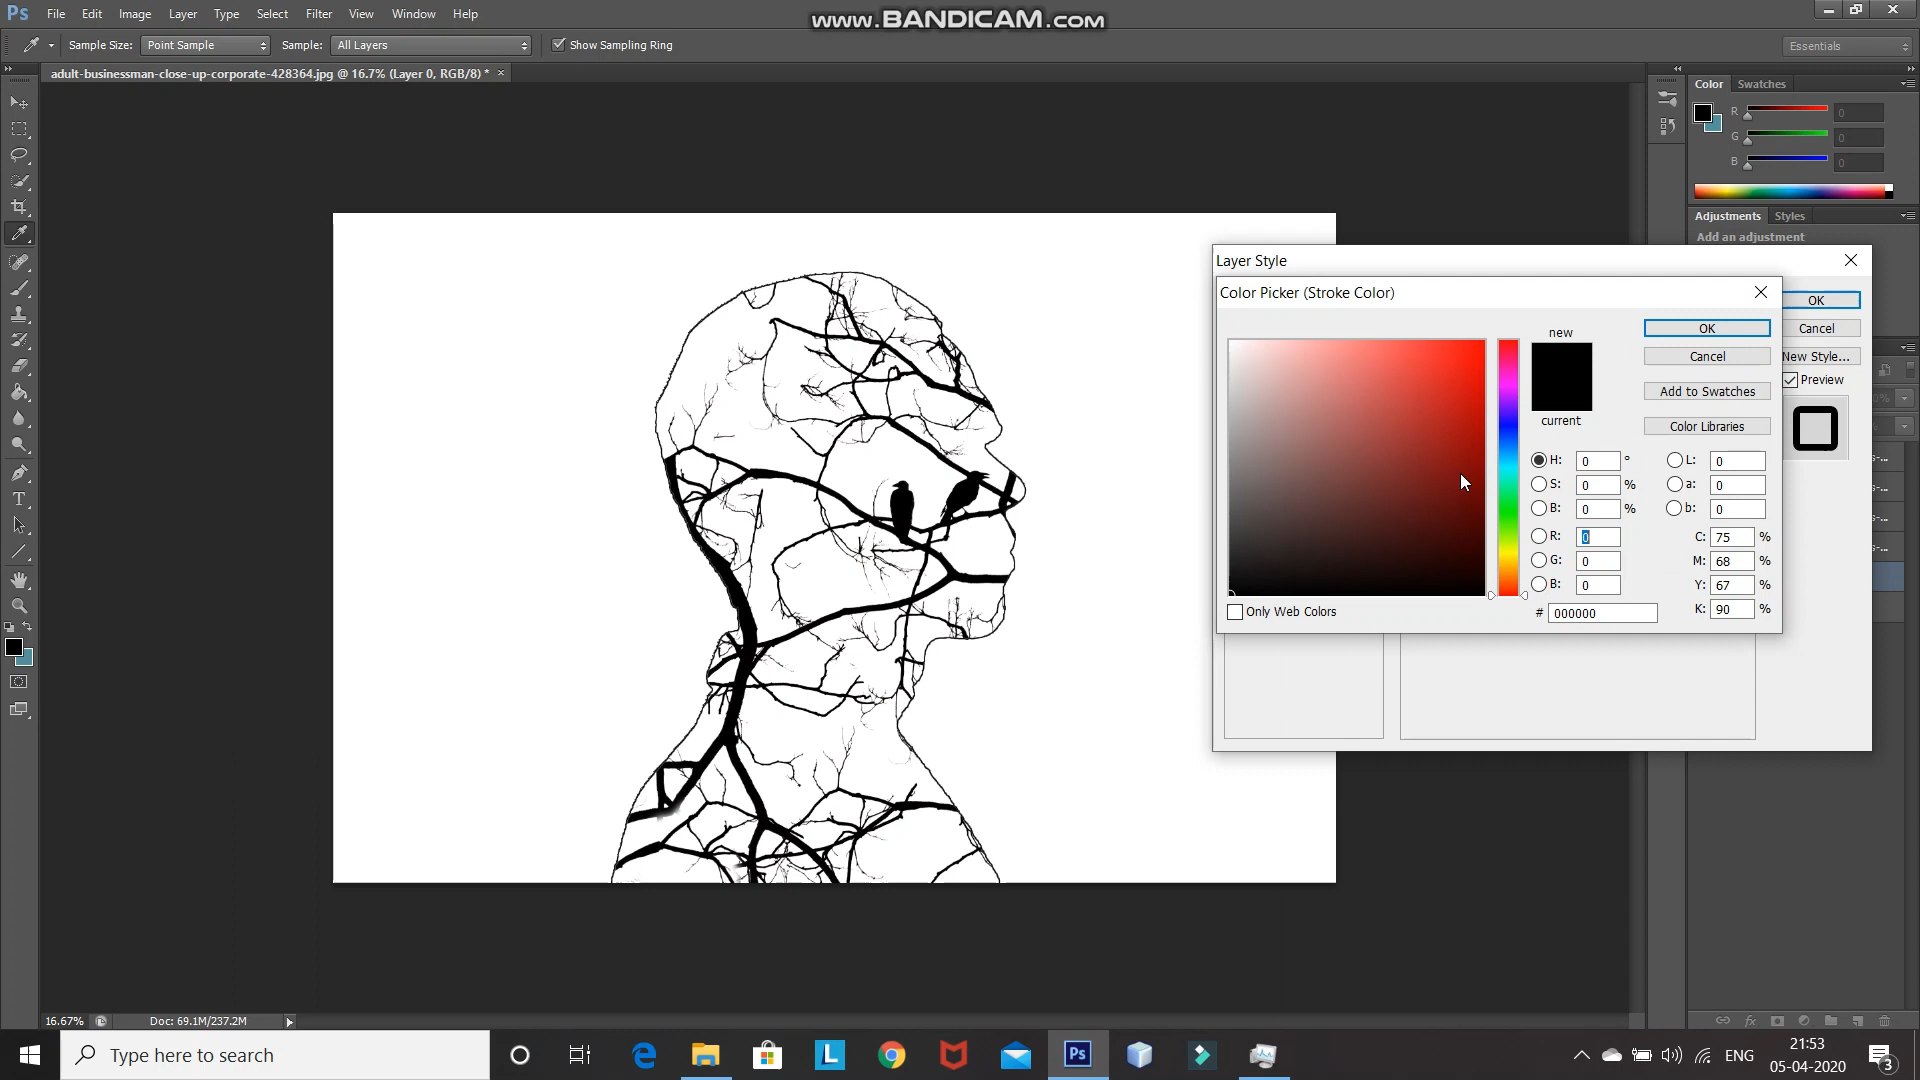 www.BANDICAM.com
Ps File Edit Image Layer Type Select Filter View Window Help
Sample Size: Point Sample Sample: All Layers Show Sampling Ring Essentials
adult-businessman-close-up-corporate-428364.jpg @ 16.7% (Layer 0, RGB/8) *
Color Swatches
R 0
G 0
B 0
Adjustments Styles
Add an adjustment
Layer Style
OK
Cancel
New Style...
Preview
Color Picker (Stroke Color)
new
current
OK
Cancel
Add to Swatches
Color Libraries
H: 0 ° L: 0
S: 0 % a: 0
B: 0 % b: 0
R: 0 C: 75 %
G: 0 M: 68 %
B: 0 Y: 67 %
# 000000 K: 90 %
Only Web Colors
16.67% Doc: 69.1M/237.2M
Type here to search
L
Ps
ENG
21:53
05-04-2020
3